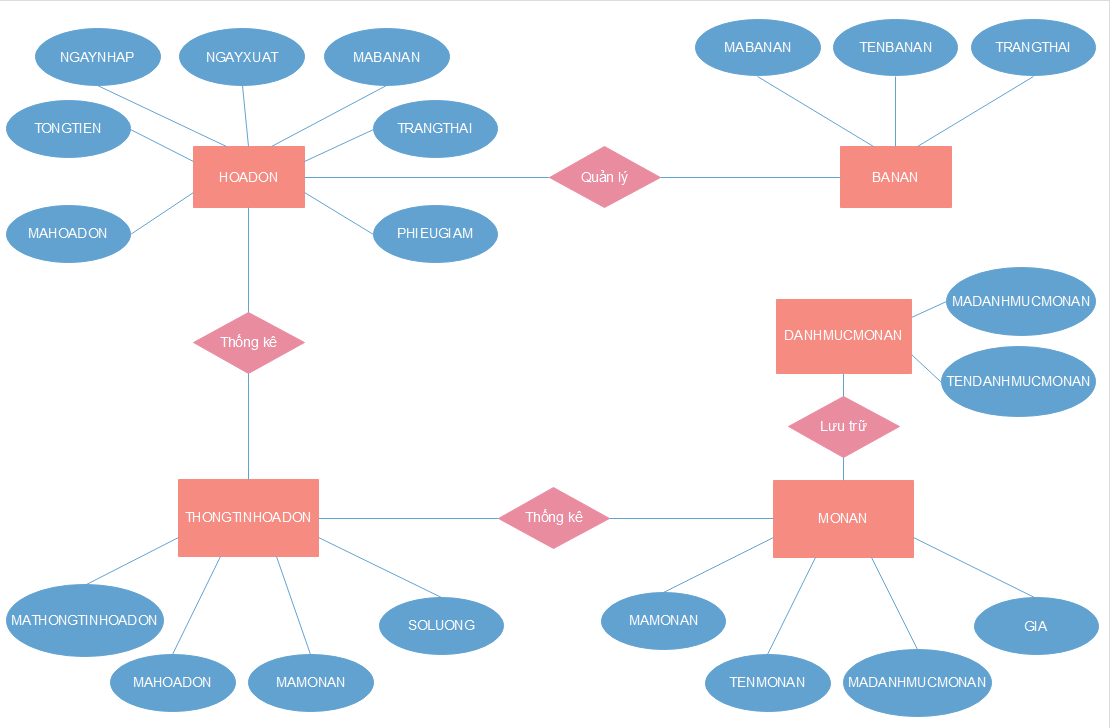 NGAYNHAP
NGAYXUAT
MABANAN
MABANAN
TENBANAN
TRANGTHAI
TONGTIEN
TRANGTHAI
HOADON
Quản lý
BANAN
MAHOADON
PHIEUGIAM
MADANHMUCMONAN
DANHMUCMONAN
Thống kê
TENDANHMUCMONAN
Lưu trữ
THONGTINHOADON
Thống kê
MONAN
MATHONGTINHOADON
SOLUONG
MAMONAN
GIA
MAHOADON
MAMONAN
TENMONAN
MADANHMUCMONAN